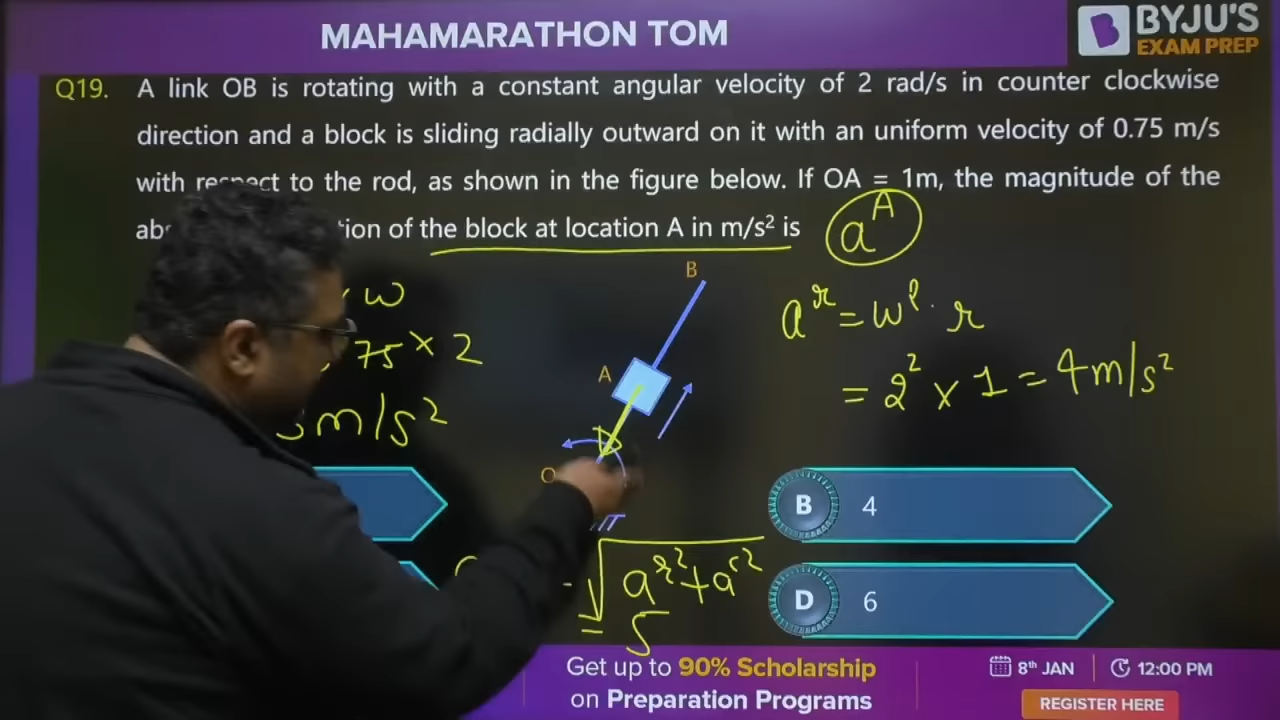 MAHAMARATHON TOM
BYJU'S
EXAM PREP
Q19. A link OB is rotating with a constant angular velocity of 2 rad/s in counter clockwise
direction and a block is sliding radially outward on it with an uniform velocity of 0.75 m/s
with respect to the rod, as shown in the figure below. If OA = 1m, the magnitude of the
tion of the block at location A in m/s² is
a^A
B
ω
75 × 2
m/s²
A
O
= 2² × 1 = 4 m/s²
B 4
√a^r²+a^c²
= 5
D 6
Get up to 90% Scholarship
on Preparation Programs
8th JAN
12:00 PM
REGISTER HERE